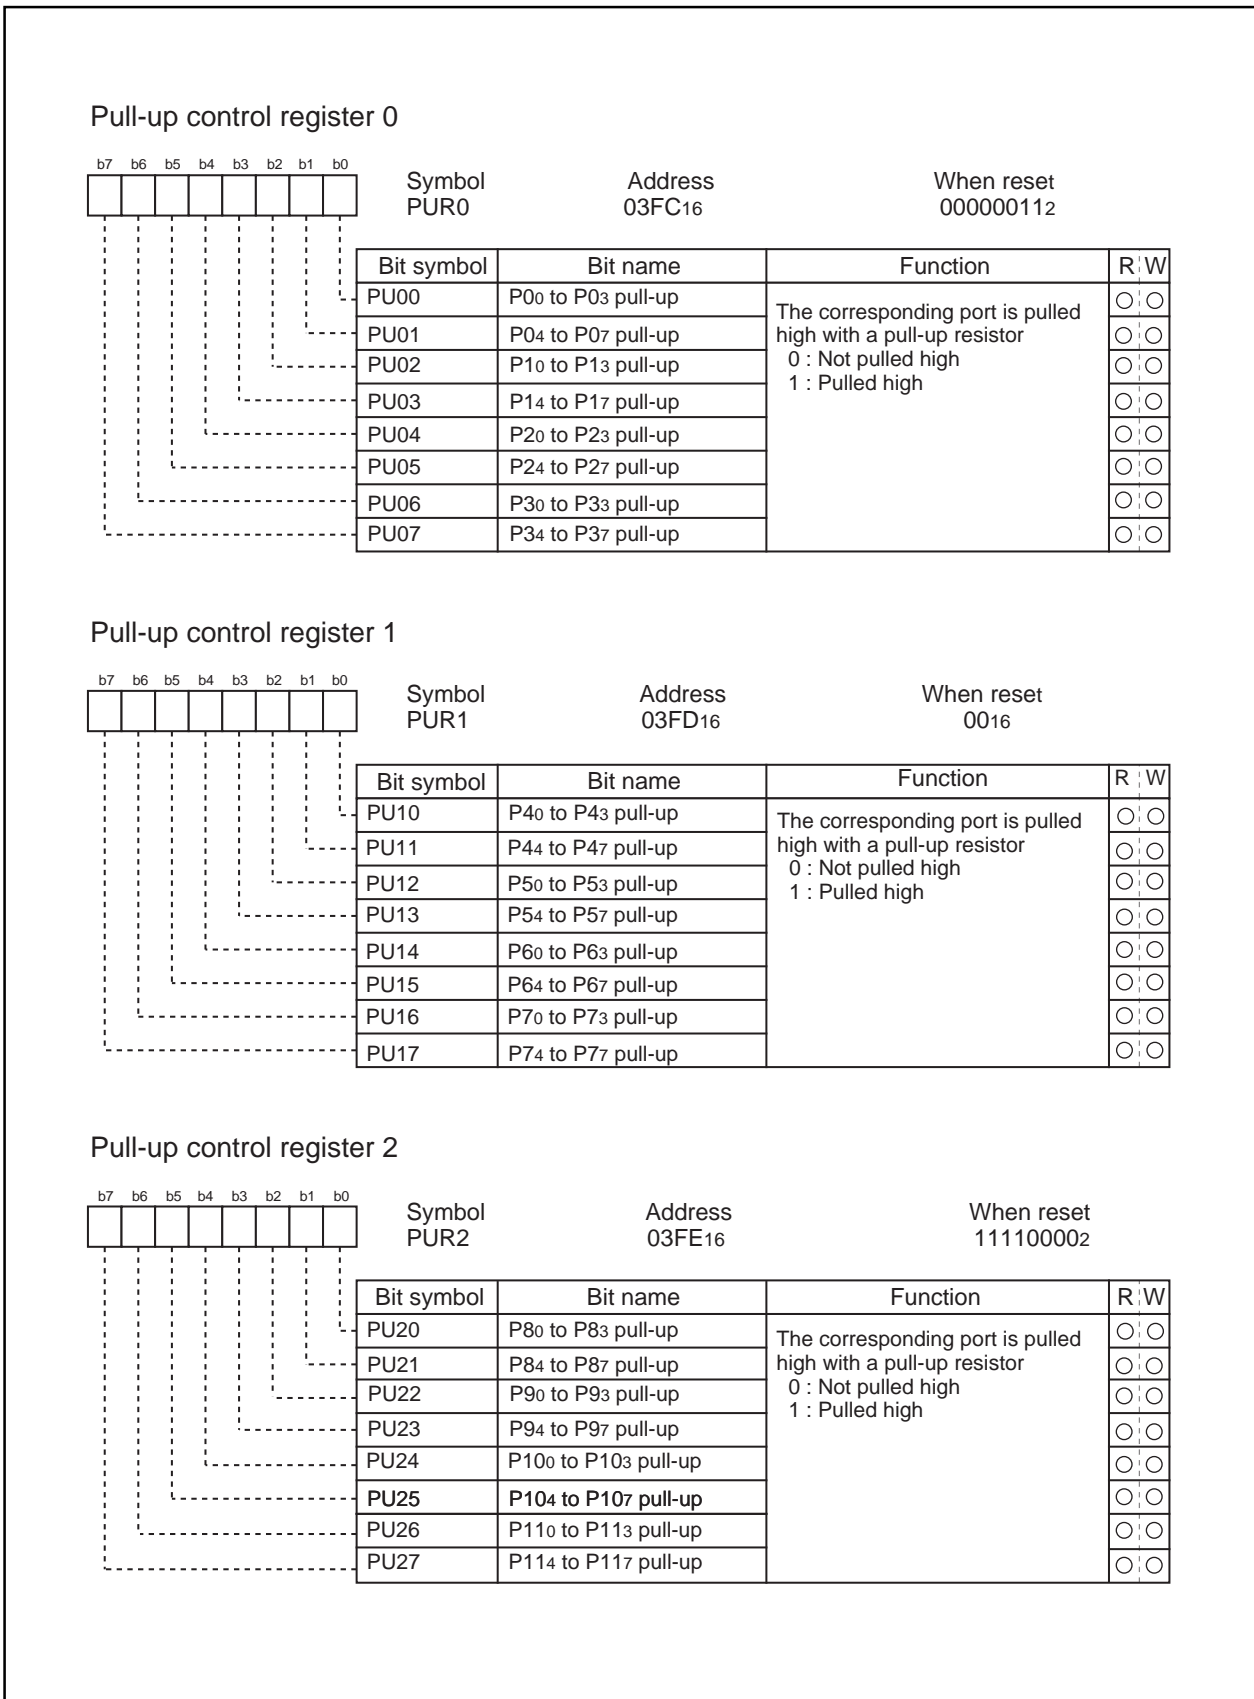 Pull-up control register 0
b7 b6 b5 b4 b3 b2 b1 b0
Symbol Address When reset
PUR0 03FC16 000000112
Bit symbol Bit name Function R W
PU00 P00 to P03 pull-up
The corresponding port is pulled
PU01 P04 to P07 pull-up high with a pull-up resistor
PU02 P10 to P13 pull-up 0 : Not pulled high
1 : Pulled high
PU03 P14 to P17 pull-up
PU04 P20 to P23 pull-up
PU05 P24 to P27 pull-up
PU06 P30 to P33 pull-up
PU07 P34 to P37 pull-up
Pull-up control register 1
b7 b6 b5 b4 b3 b2 b1 b0
Symbol Address When reset
PUR1 03FD16 0016
Bit symbol Bit name Function R W
PU10 P40 to P43 pull-up
The corresponding port is pulled
PU11 P44 to P47 pull-up high with a pull-up resistor
0 : Not pulled high
PU12 P50 to P53 pull-up 1 : Pulled high
PU13 P54 to P57 pull-up
PU14 P60 to P63 pull-up
PU15 P64 to P67 pull-up
PU16 P70 to P73 pull-up
PU17 P74 to P77 pull-up
Pull-up control register 2
b7 b6 b5 b4 b3 b2 b1 b0
Symbol Address When reset
PUR2 03FE16 111100002
Bit symbol Bit name Function R W
PU20 P80 to P83 pull-up
The corresponding port is pulled
PU21 P84 to P87 pull-up high with a pull-up resistor
PU22 P90 to P93 pull-up 0 : Not pulled high
1 : Pulled high
PU23 P94 to P97 pull-up
PU24 P100 to P103 pull-up
PU25 P104 to P107 pull-up
PU26 P110 to P113 pull-up
PU27 P114 to P117 pull-up